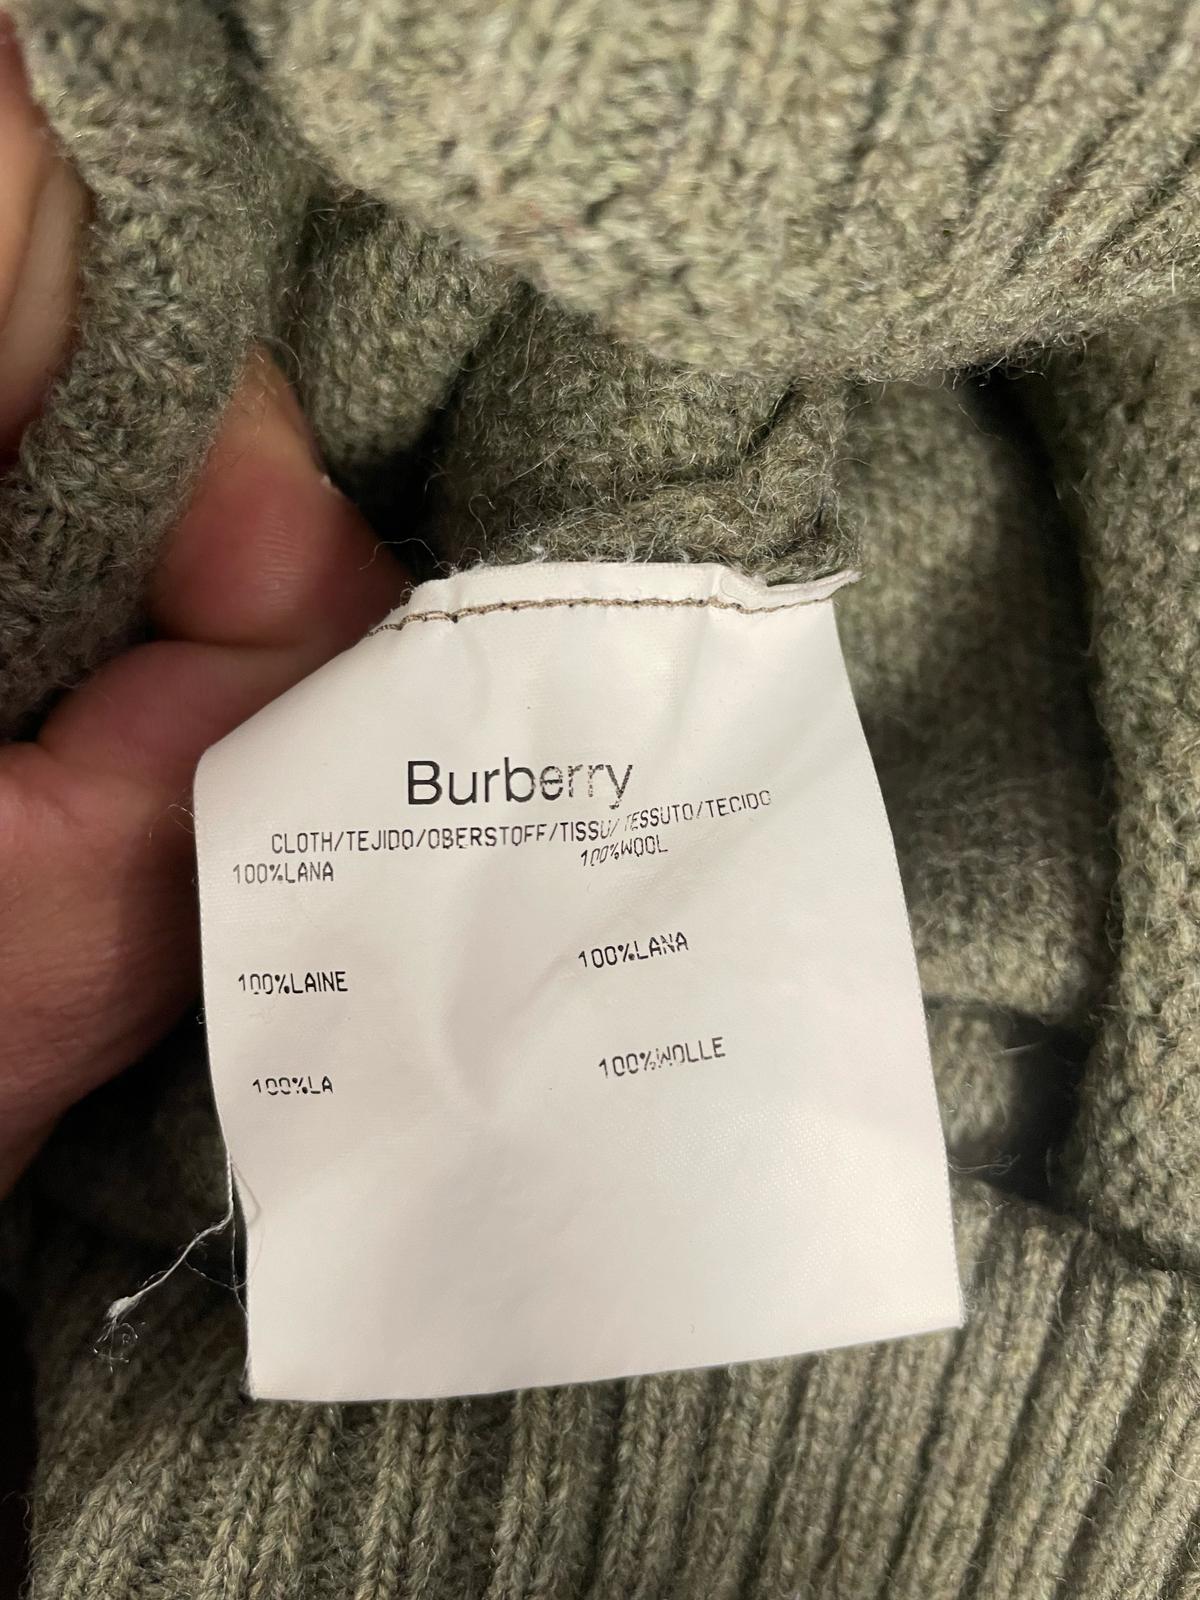 Burberry
CLOTH/TEJIDO/OBERSTOFF/TISSU/TESSUTO/TECIDO
100%LANA 100%WOOL
100%LAINE 100%LANA
100%LA 100%WOLLE